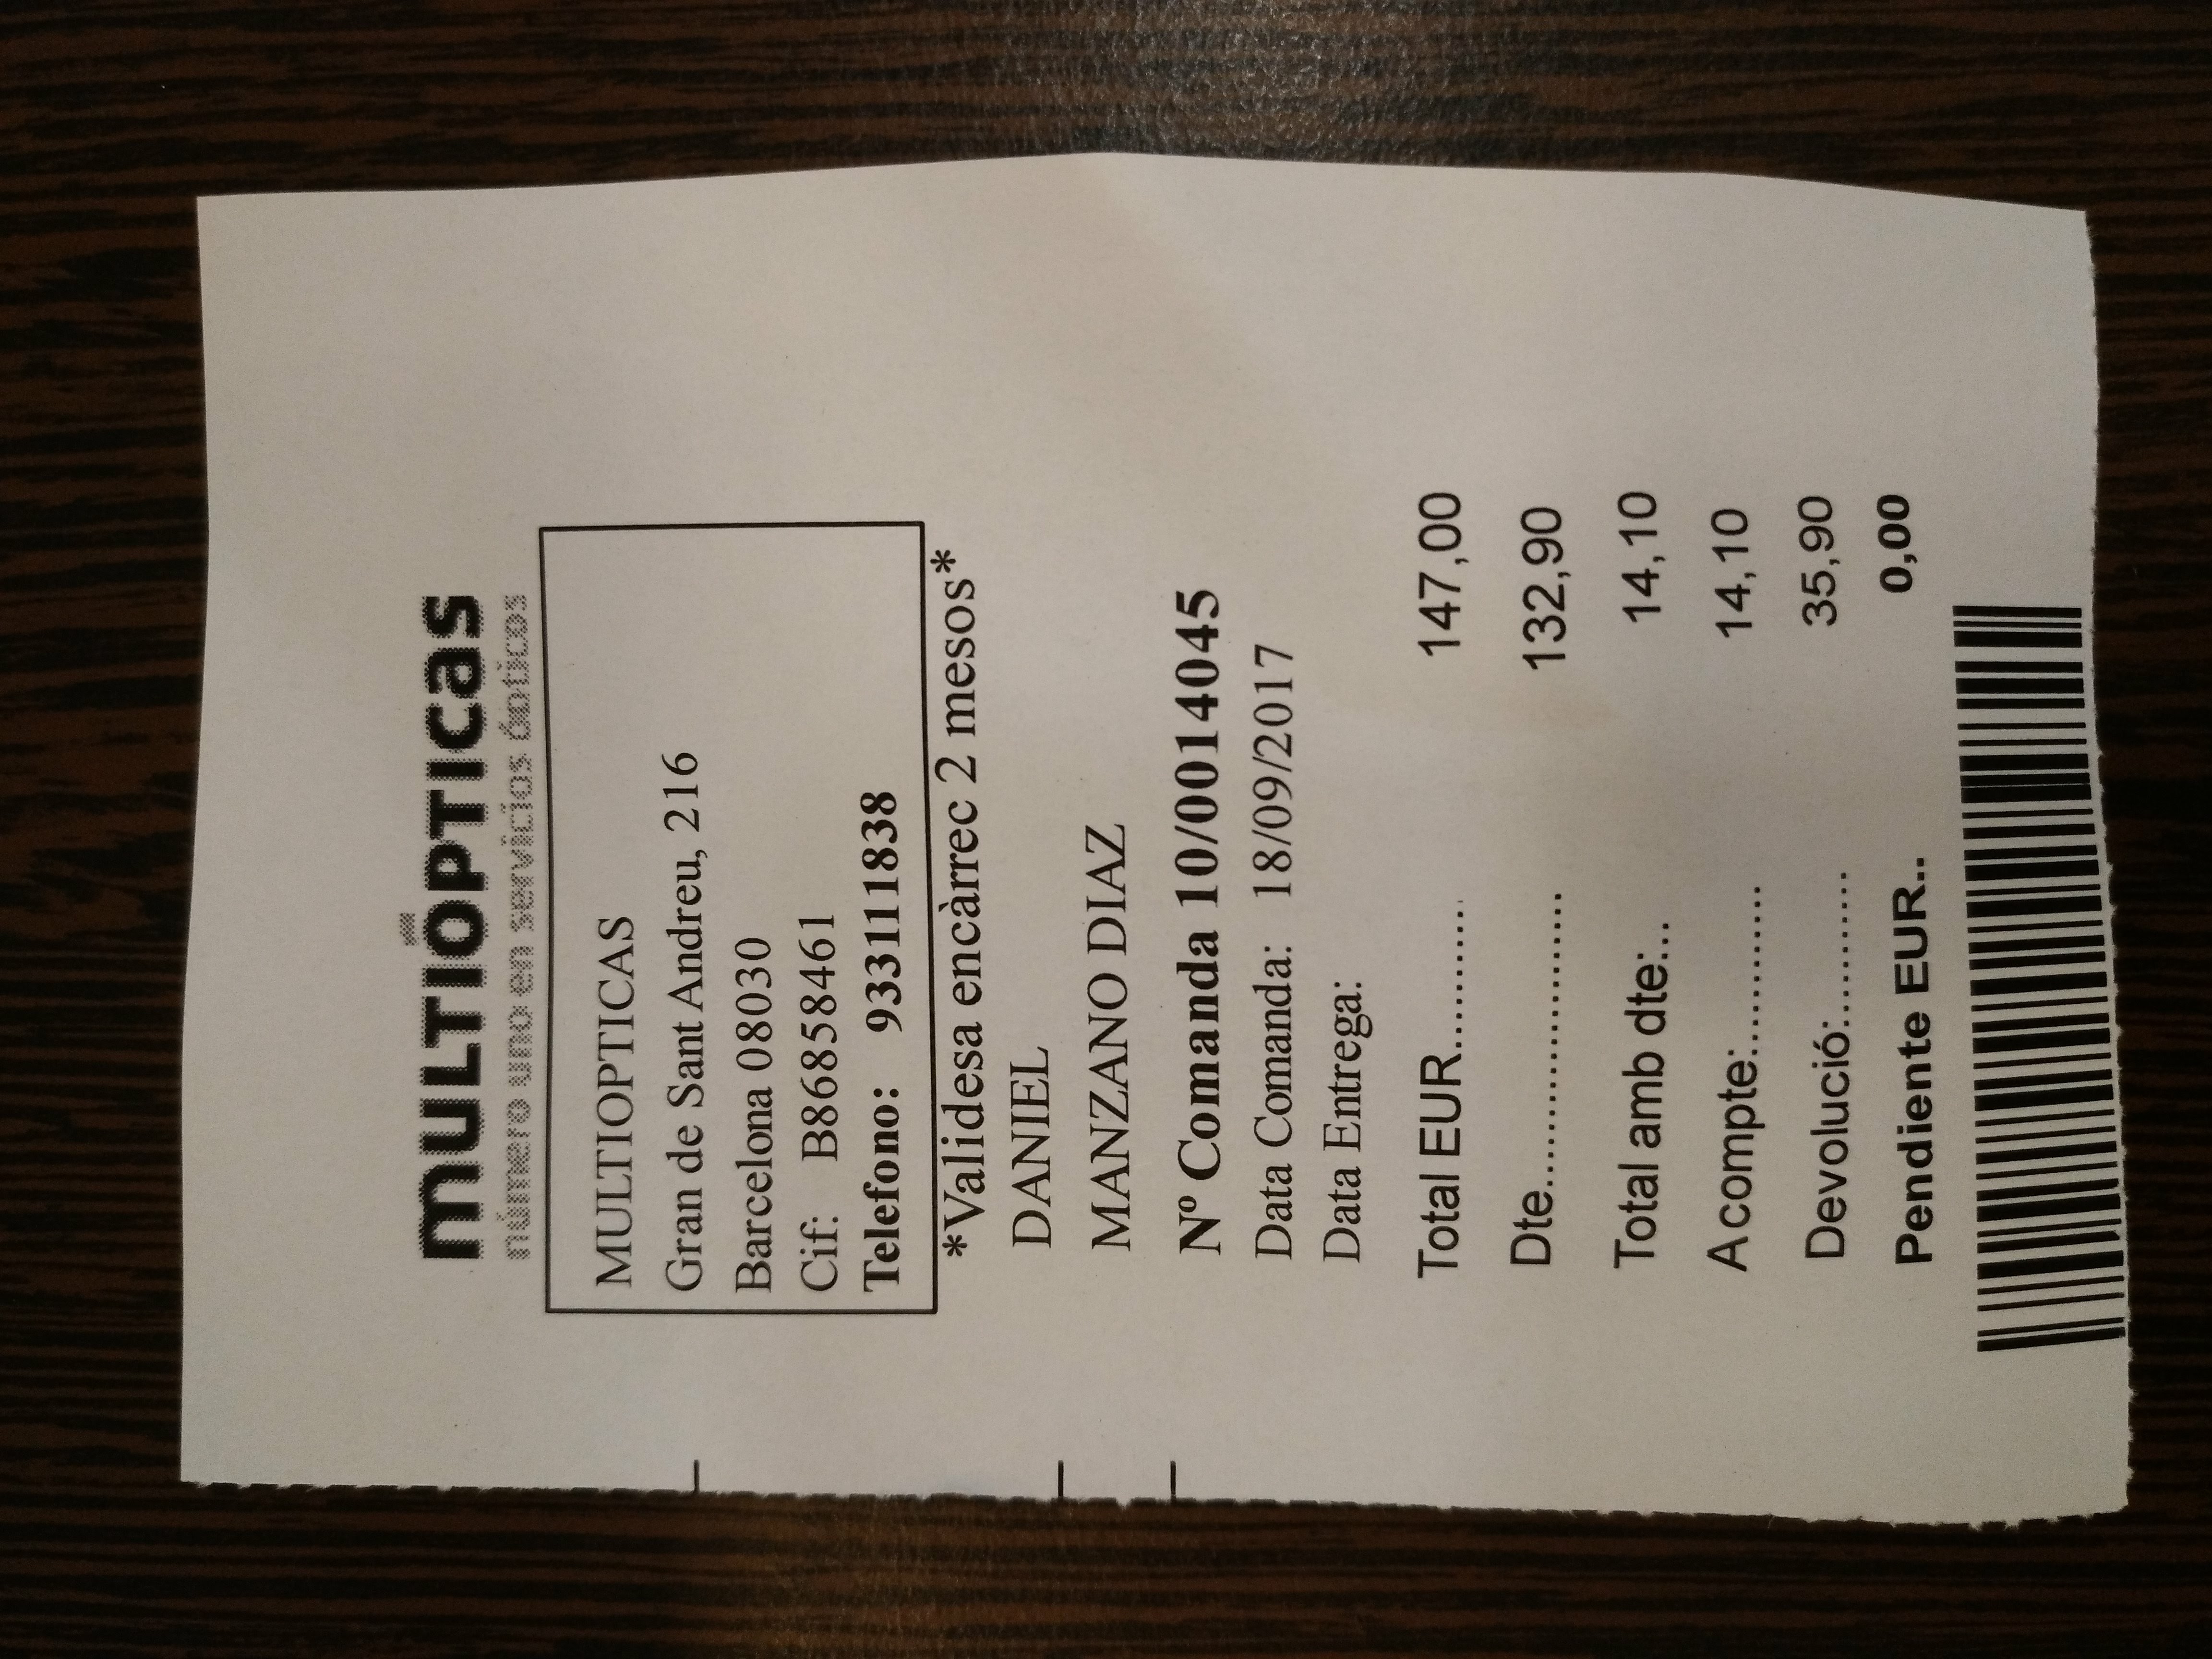 MULTIÓPTICAS
número uno en servicios ópticos
MULTIOPTICAS
Gran de Sant Andreu, 216
Barcelona 08030
Cif: B86858461
Telefono: 933111838
*Validesa encàrrec 2 mesos*
DANIEL
MANZANO DIAZ
Nº Comanda 10/0014045
Data Comanda: 18/09/2017
Data Entrega:
Total EUR........... 147,00
Dte..................... 132,90
Total amb dte:.. 14,10
A compte:............ 14,10
Devolució:.......... 35,90
Pendiente EUR.. 0,00